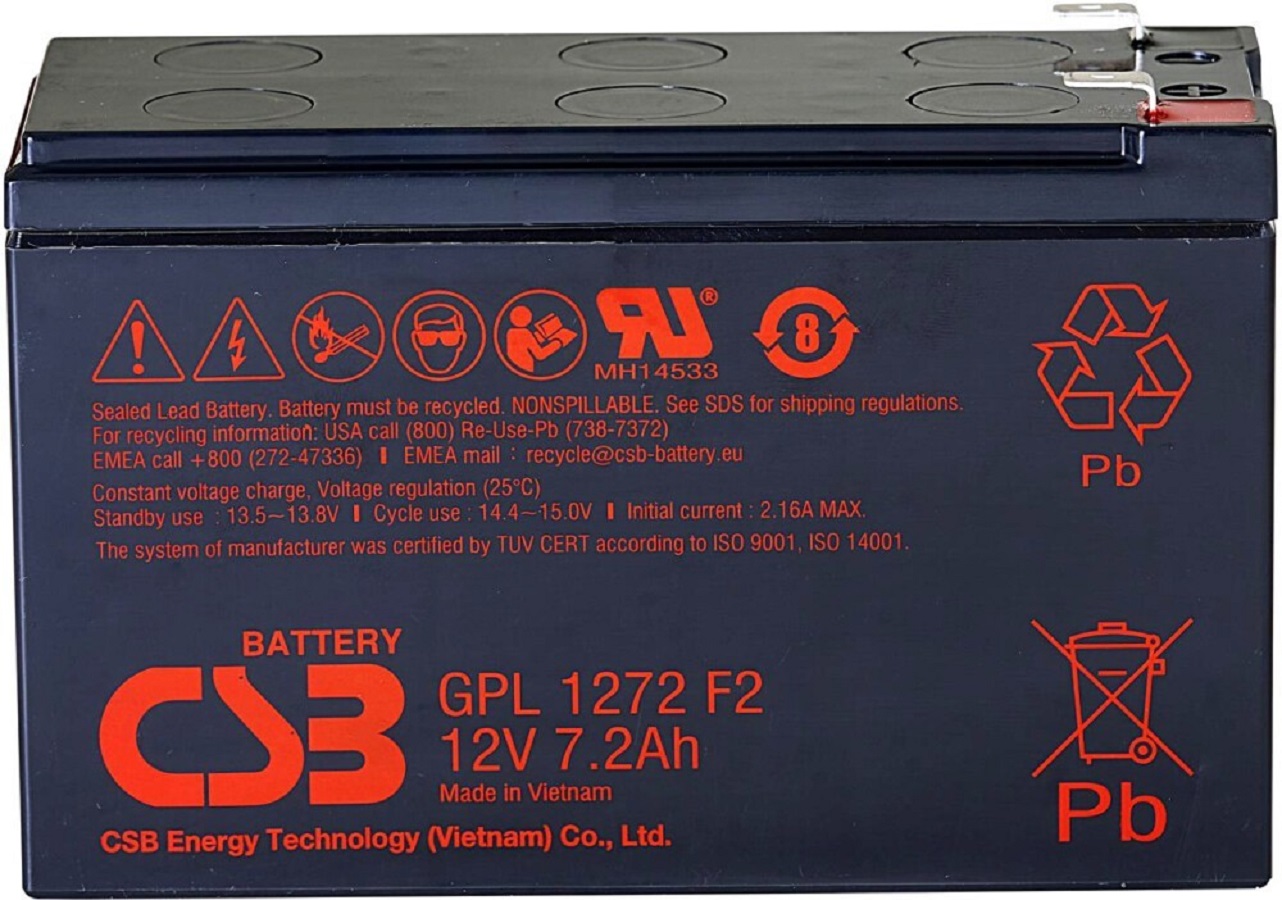 MH14533
8
Sealed Lead Battery. Battery must be recycled. NONSPILLABLE. See SDS for shipping regulations.
For recycling information: USA call (800) Re-Use-Pb (738-7372)
EMEA call +800 (272-47336) I EMEA mail : recycle@csb-battery.eu
Pb
Constant voltage charge, Voltage regulation (25°C)
Standby use : 13.5~13.8V I Cycle use : 14.4~15.0V I Initial current : 2.16A MAX.
The system of manufacturer was certified by TUV CERT according to ISO 9001, ISO 14001.
BATTERY
CSB
GPL 1272 F2
12V 7.2Ah
Made in Vietnam
CSB Energy Technology (Vietnam) Co., Ltd.
Pb